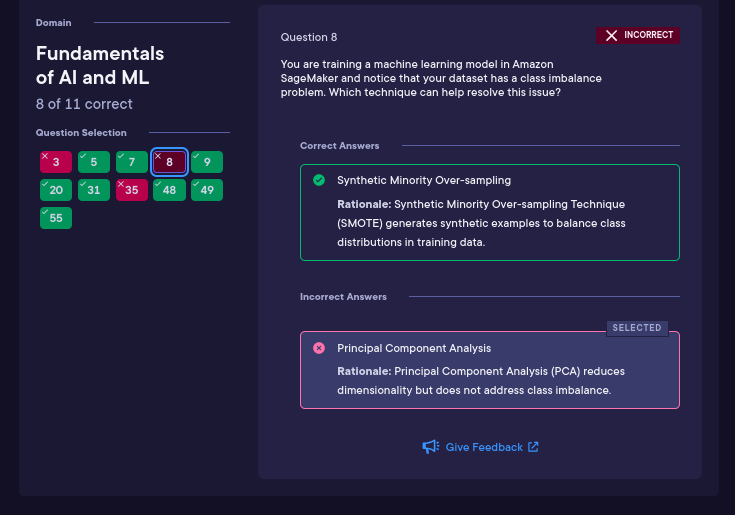 Domain
Fundamentals
of AI and ML
8 of 11 correct
Question Selection
3 5 7 8 9
20 31 35 48 49
55
Question 8
INCORRECT
You are training a machine learning model in Amazon
SageMaker and notice that your dataset has a class imbalance
problem. Which technique can help resolve this issue?
Correct Answers
Synthetic Minority Over-sampling
Rationale: Synthetic Minority Over-sampling Technique
(SMOTE) generates synthetic examples to balance class
distributions in training data.
Incorrect Answers
SELECTED
Principal Component Analysis
Rationale: Principal Component Analysis (PCA) reduces
dimensionality but does not address class imbalance.
Give Feedback